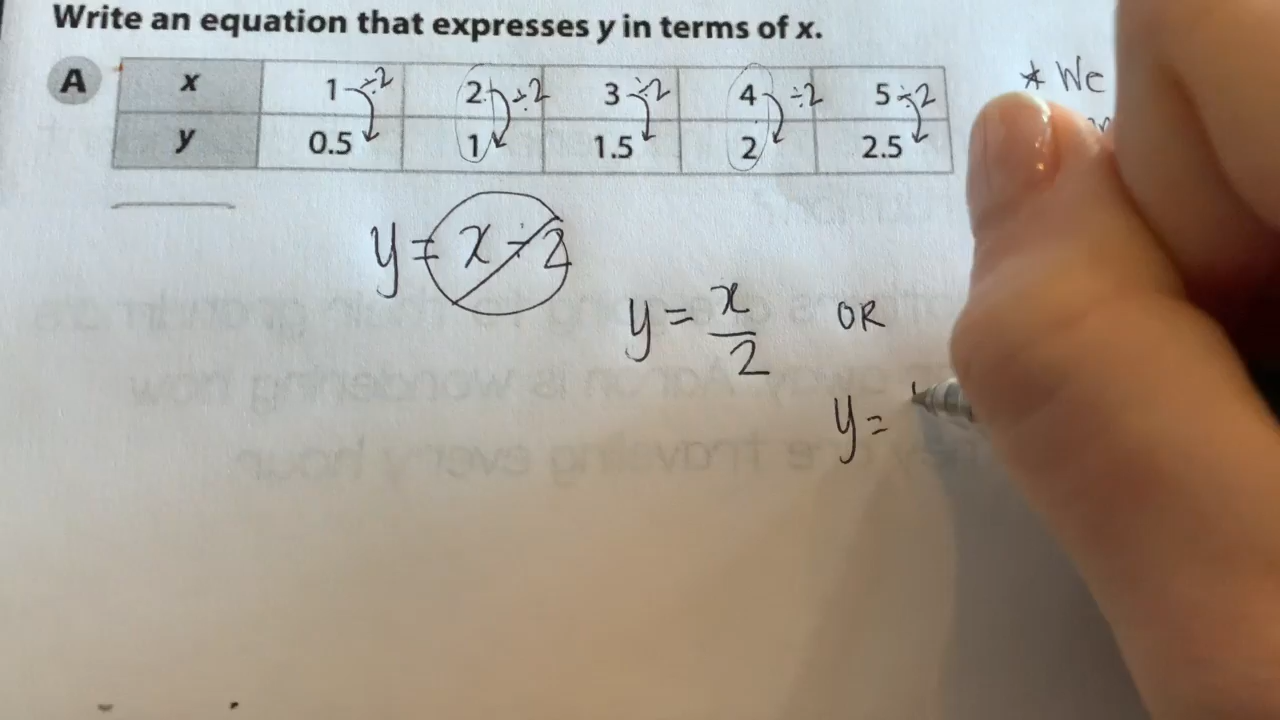 Write an equation that expresses y in terms of x.
A x 1 ÷2 2 ÷2 3 ÷2 4 ÷2 5 ÷2
y 0.5 1 1.5 2 2.5
* We
y = x ÷ 2
y = x/2 OR
y =